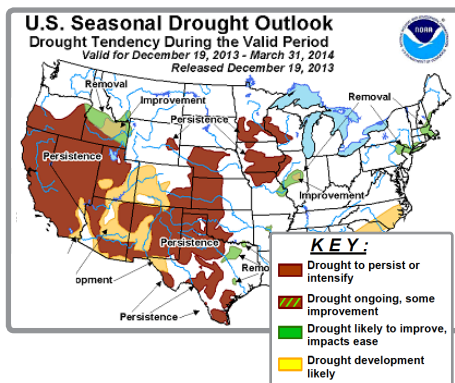 U.S. Seasonal Drought Outlook
Drought Tendency During the Valid Period
Valid for December 19, 2013 - March 31, 2014
Released December 19, 2013
NOAA
Removal
Improvement
Removal
Persistence
Persistence
Improvement
Persistence
Remo
opment
Persistence
KEY:
Drought to persist or
intensify
Drought ongoing, some
improvement
Drought likely to improve,
impacts ease
Drought development
likely